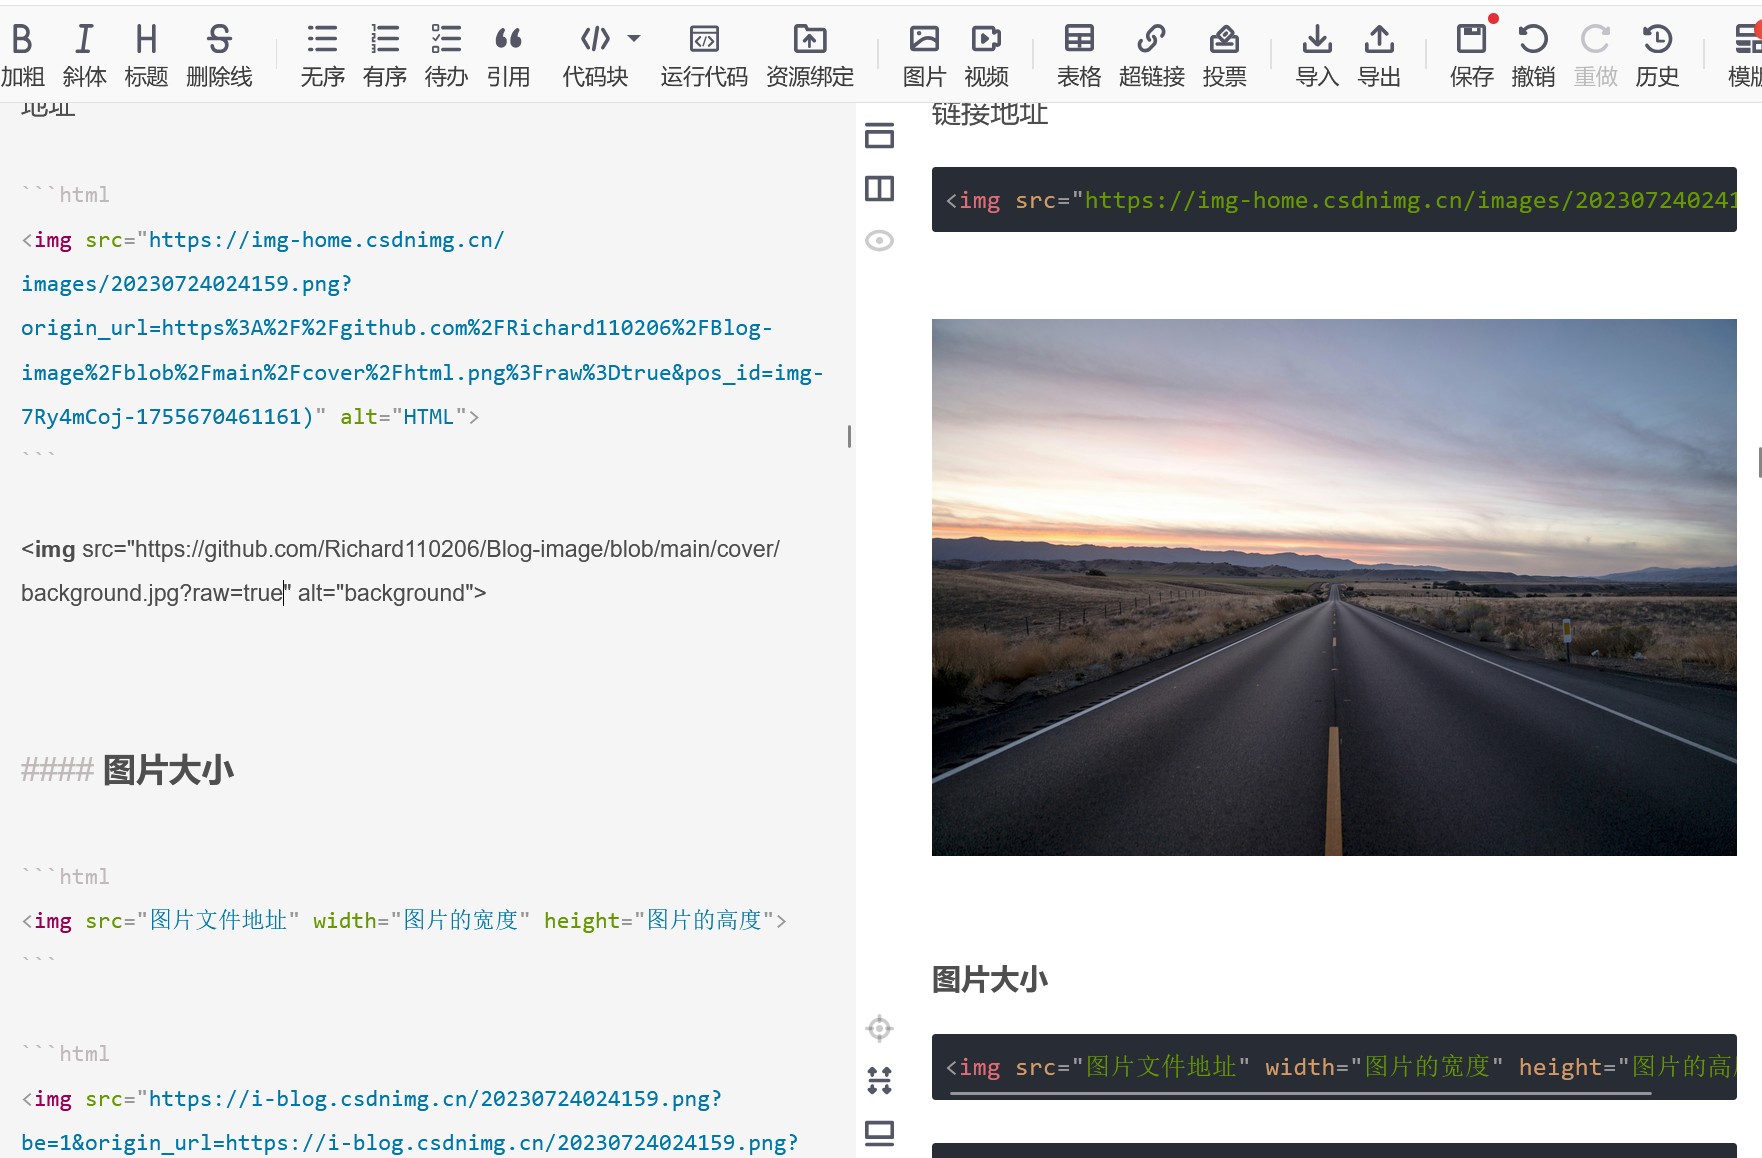 加粗 斜体 标题 删除线 无序 有序 待办 引用 代码块 运行代码 资源绑定 图片 视频 表格 超链接 投票 导入 导出 保存 撤销 重做 历史
地址
```html
<img src="https://img-home.csdnimg.cn/
images/20230724024159.png?
origin_url=https%3A%2F%2Fgithub.com%2FRichard110206%2FBlog-
image%2Fblob%2Fmain%2Fcover%2Fhtml.png%3Fraw%3Dtrue&pos_id=img-
7Ry4mCoj-1755670461161)" alt="HTML">
```
<img src="https://github.com/Richard110206/Blog-image/blob/main/cover/
background.jpg?raw=true" alt="background">
#### 图片大小
```html
<img src="图片文件地址" width="图片的宽度" height="图片的高度">
```
```html
<img src="https://i-blog.csdnimg.cn/20230724024159.png?
be=1&origin_url=https://i-blog.csdnimg.cn/20230724024159.png?
链接地址
<img src="https://img-home.csdnimg.cn/images/202307240241
图片大小
<img src="图片文件地址" width="图片的宽度" height="图片的高